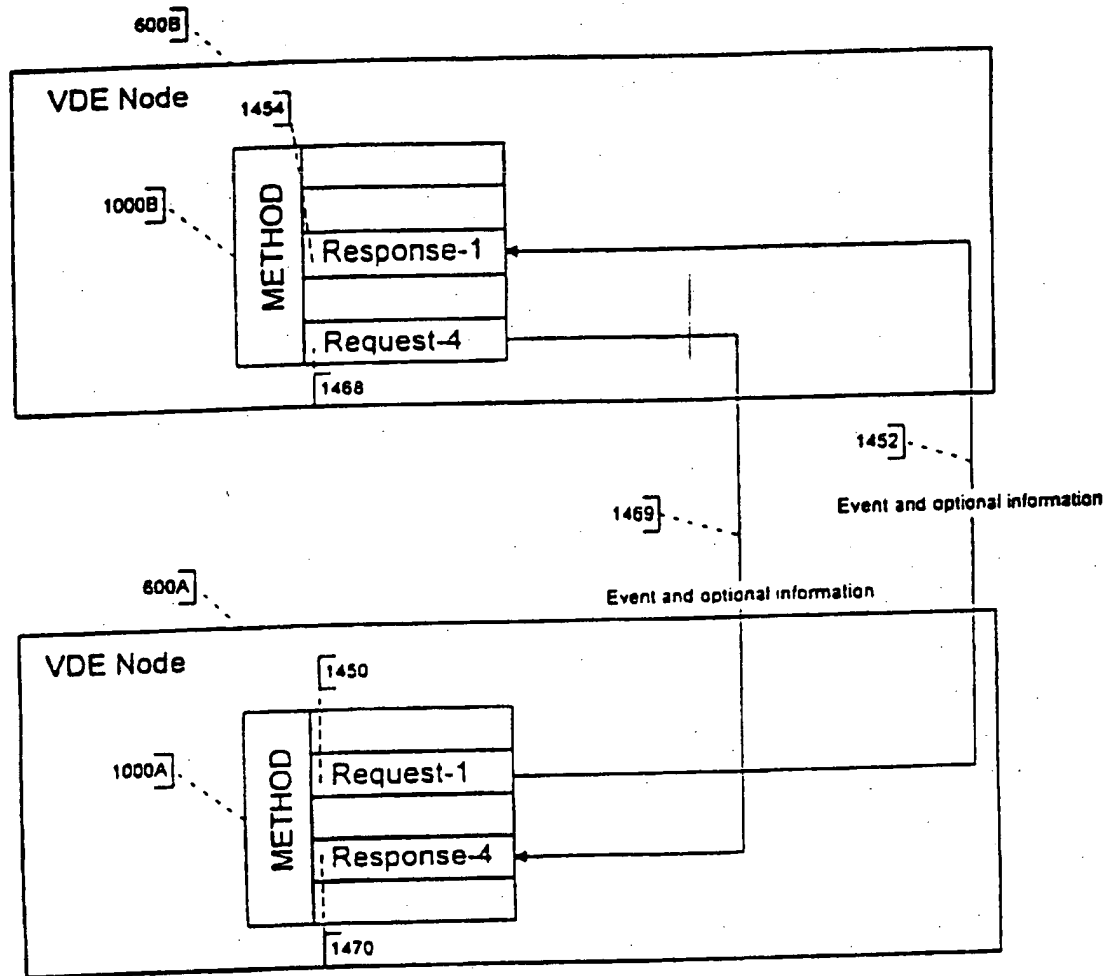 600B
VDE Node
1454
1000B
METHOD
Response-1
Request-4
1468
1452
Event and optional information
1469
600A
Event and optional information
VDE Node
1450
1000A
METHOD
Request-1
Response-4
1470